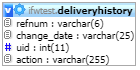 ifwtest.deliveryhistory
refnum : varchar(6)
change_date : varchar(25)
# uid : int(11)
action : varchar(255)